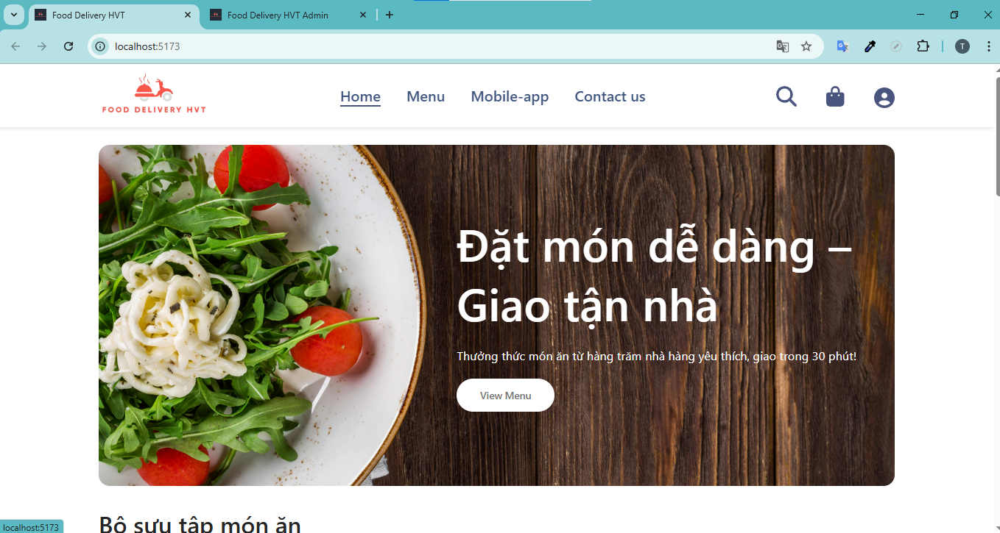 Food Delivery HVT
Food Delivery HVT Admin
localhost:5173
T
FOOD DELIVERY HVT
Home
Menu
Mobile-app
Contact us
Đặt món dễ dàng –
Giao tận nhà
Thưởng thức món ăn từ hàng trăm nhà hàng yêu thích, giao trong 30 phút!
View Menu
Bộ sưu tập món ăn
localhost:5173